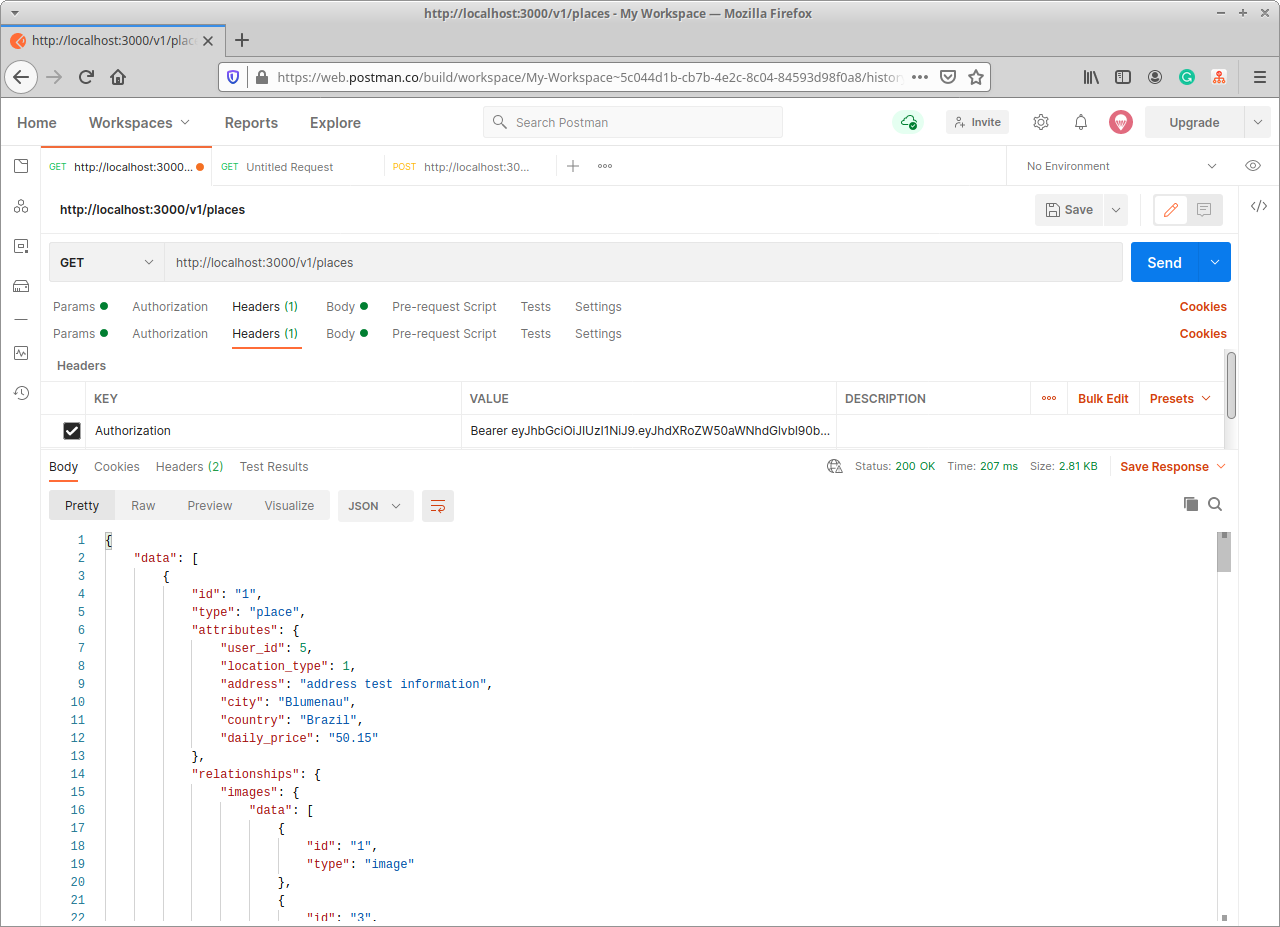 http://localhost:3000/v1/places - My Workspace — Mozilla Firefox
http://localhost:3000/v1/plac
https://web.postman.co/build/workspace/My-Workspace~5c044d1b-cb7b-4e2c-8c04-84593d98f0a8/histor
Home Workspaces Reports Explore Search Postman Invite Upgrade
GET http://localhost:3000... GET Untitled Request POST http://localhost:30... No Environment
http://localhost:3000/v1/places Save
GET http://localhost:3000/v1/places Send
Params Authorization Headers (1) Body Pre-request Script Tests Settings Cookies
Params Authorization Headers (1) Body Pre-request Script Tests Settings Cookies
Headers
KEY VALUE DESCRIPTION Bulk Edit Presets
Authorization Bearer eyJhbGciOiJIUzI1NiJ9.eyJhdXRoZW50aWNhdGlvbl90b...
Body Cookies Headers (2) Test Results Status: 200 OK Time: 207 ms Size: 2.81 KB Save Response
Pretty Raw Preview Visualize JSON
1 {
2 "data": [
3 {
4 "id": "1",
5 "type": "place",
6 "attributes": {
7 "user_id": 5,
8 "location_type": 1,
9 "address": "address test information",
10 "city": "Blumenau",
11 "country": "Brazil",
12 "daily_price": "50.15"
13 },
14 "relationships": {
15 "images": {
16 "data": [
17 {
18 "id": "1",
19 "type": "image"
20 },
21 {
22 "id": "3",